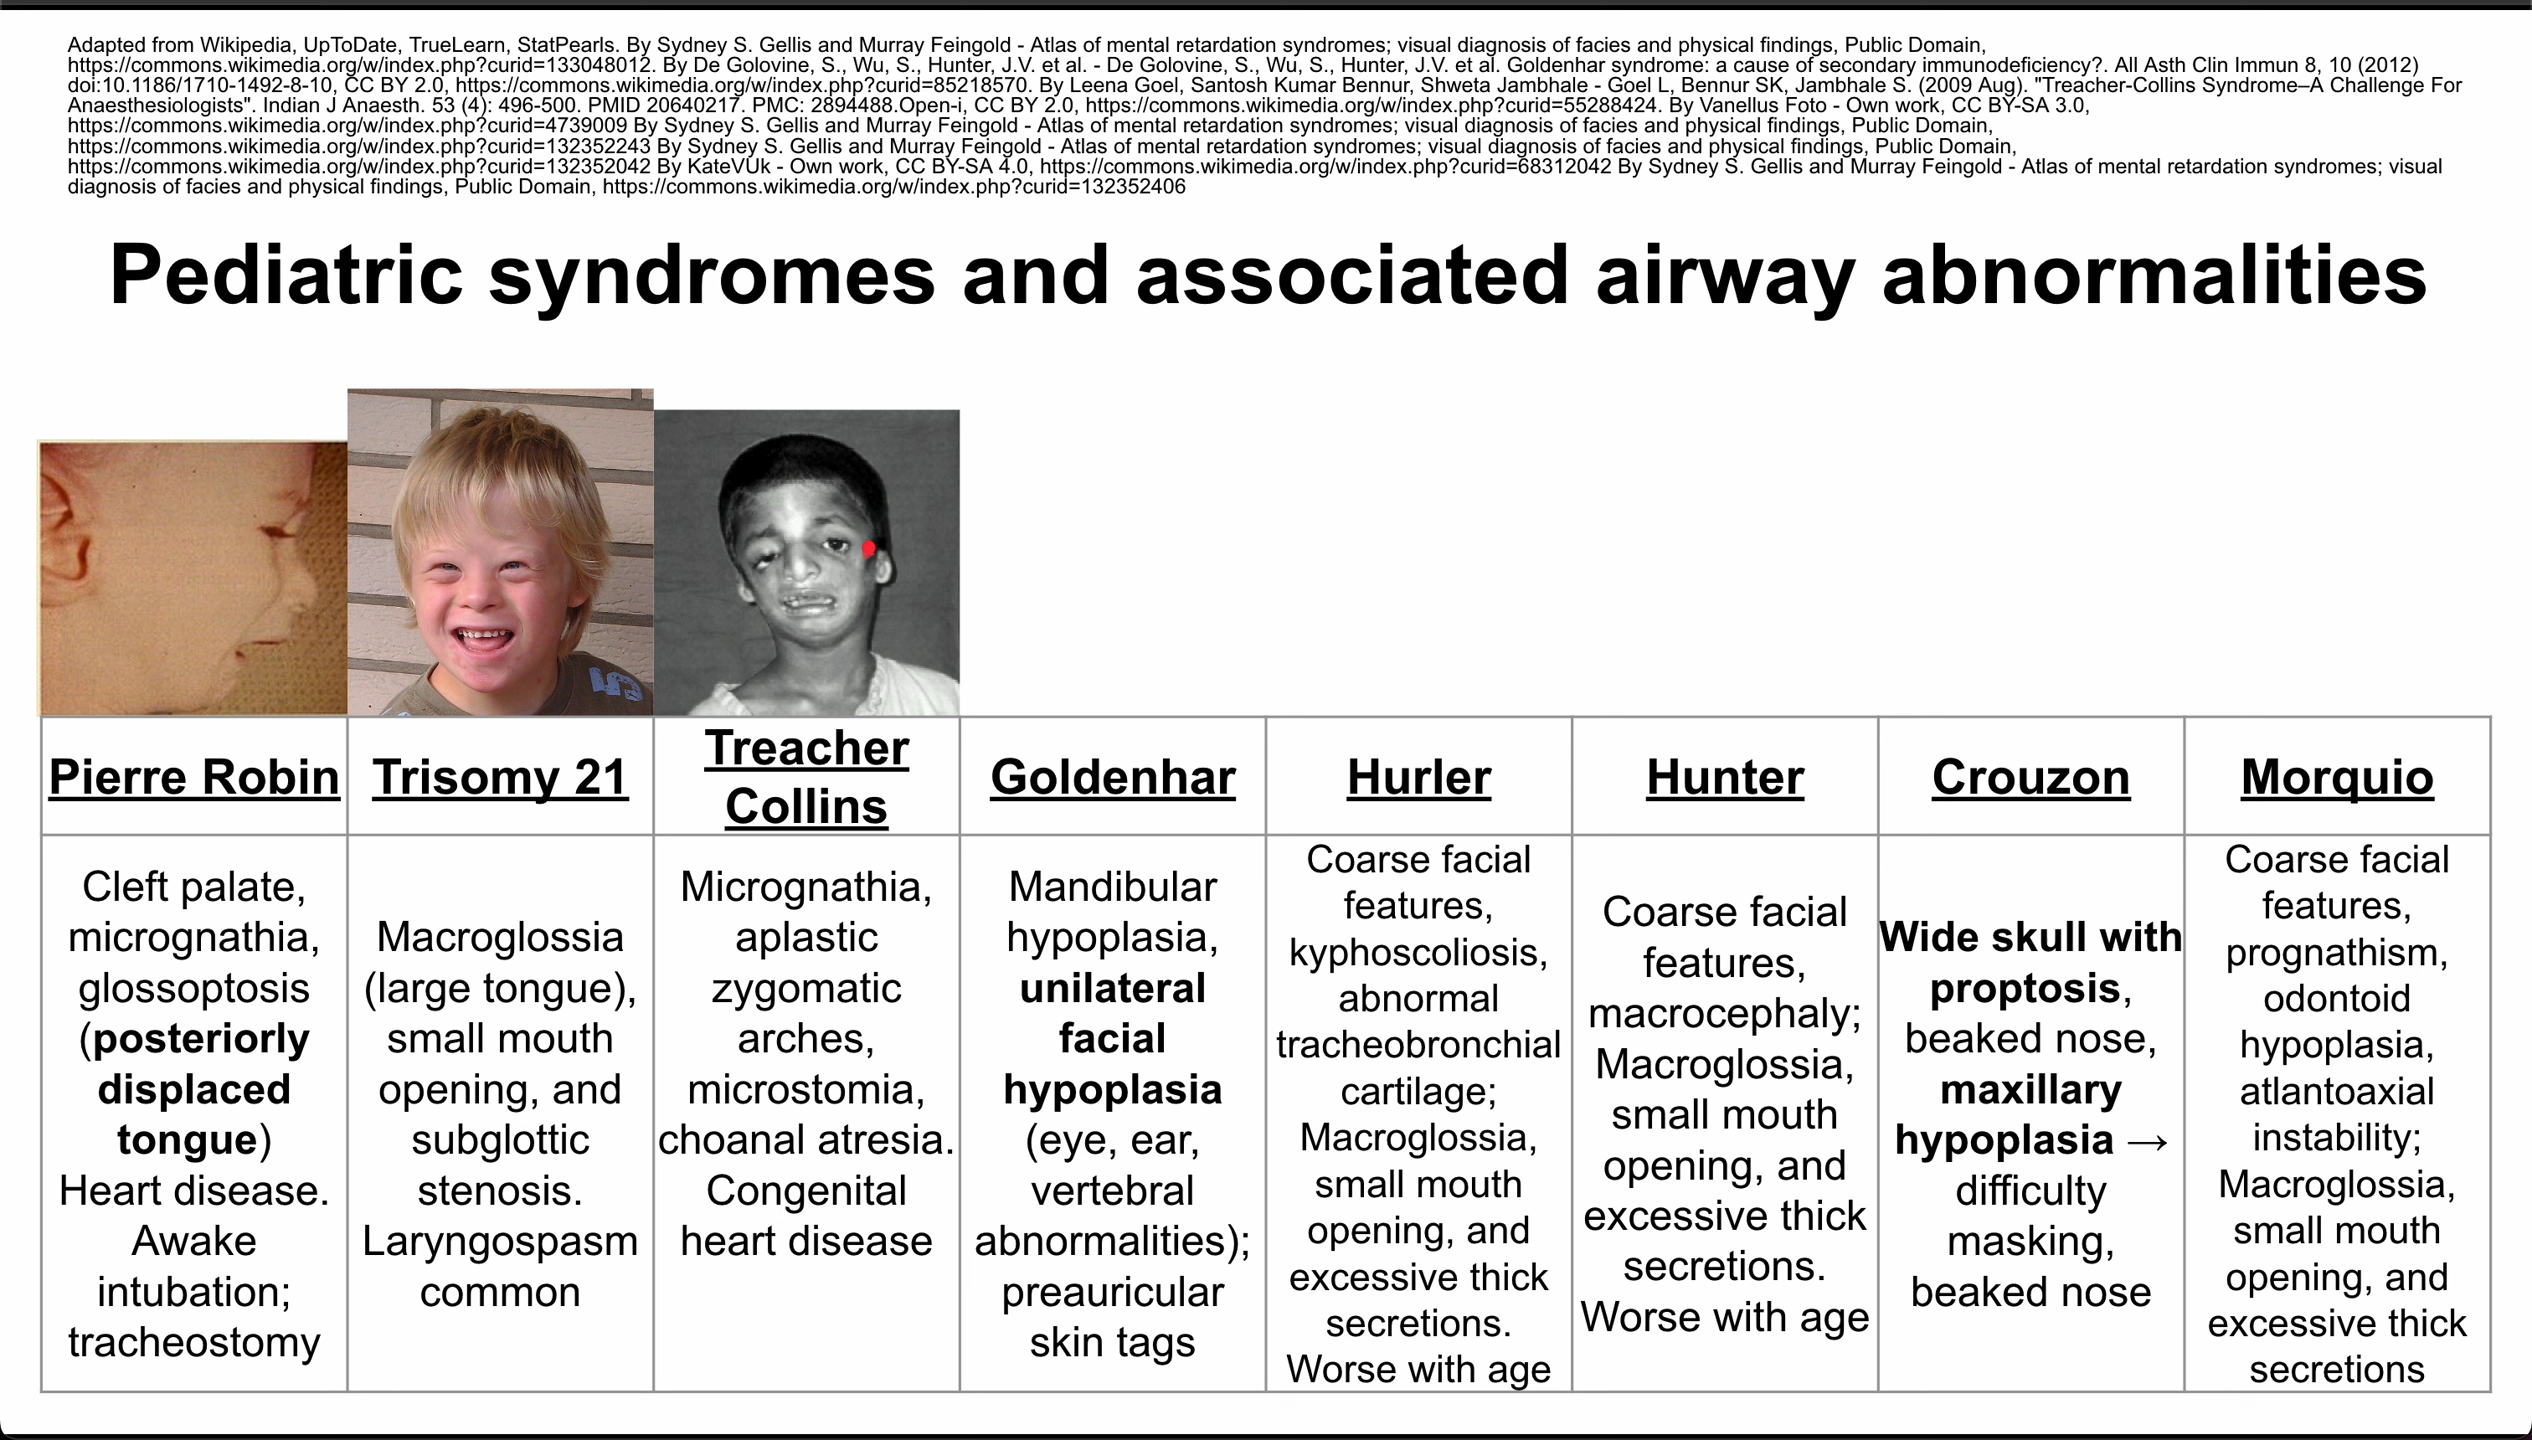 Adapted from Wikipedia, UpToDate, TrueLearn, StatPearls. By Sydney S. Gellis and Murray Feingold - Atlas of mental retardation syndromes; visual diagnosis of facies and physical findings, Public Domain,
https://commons.wikimedia.org/w/index.php?curid=133048012. By De Golovine, S., Wu, S., Hunter, J.V. et al. - De Golovine, S., Wu, S., Hunter, J.V. et al. Goldenhar syndrome: a cause of secondary immunodeficiency?. All Asth Clin Immun 8, 10 (2012)
doi:10.1186/1710-1492-8-10, CC BY 2.0, https://commons.wikimedia.org/w/index.php?curid=85218570. By Leena Goel, Santosh Kumar Bennur, Shweta Jambhale - Goel L, Bennur SK, Jambhale S. (2009 Aug). "Treacher-Collins Syndrome–A Challenge For
Anaesthesiologists". Indian J Anaesth. 53 (4): 496-500. PMID 20640217. PMC: 2894488.Open-i, CC BY 2.0, https://commons.wikimedia.org/w/index.php?curid=55288424. By Vanellus Foto - Own work, CC BY-SA 3.0,
https://commons.wikimedia.org/w/index.php?curid=4739009 By Sydney S. Gellis and Murray Feingold - Atlas of mental retardation syndromes; visual diagnosis of facies and physical findings, Public Domain,
https://commons.wikimedia.org/w/index.php?curid=132352243 By Sydney S. Gellis and Murray Feingold - Atlas of mental retardation syndromes; visual diagnosis of facies and physical findings, Public Domain,
https://commons.wikimedia.org/w/index.php?curid=132352042 By KateVUk - Own work, CC BY-SA 4.0, https://commons.wikimedia.org/w/index.php?curid=68312042 By Sydney S. Gellis and Murray Feingold - Atlas of mental retardation syndromes; visual
diagnosis of facies and physical findings, Public Domain, https://commons.wikimedia.org/w/index.php?curid=132352406
Pediatric syndromes and associated airway abnormalities
5
Pierre Robin
Cleft palate,
micrognathia,
glossoptosis
(posteriorly
displaced
tongue)
Heart disease.
Awake
intubation;
tracheostomy
Trisomy 21
Macroglossia
(large tongue),
small mouth
opening, and
subglottic
stenosis.
Laryngospasm
common
Treacher
Collins
Micrognathia,
aplastic
zygomatic
arches,
microstomia,
choanal atresia.
Congenital
heart disease
Goldenhar
Mandibular
hypoplasia,
unilateral
facial
hypoplasia
(eye, ear,
vertebral
abnormalities);
preauricular
skin tags
Hurler
Coarse facial
features,
kyphoscoliosis,
abnormal
tracheobronchial
cartilage;
Macroglossia,
small mouth
opening, and
excessive thick
secretions.
Worse with age
Hunter
Coarse facial
features,
macrocephaly;
Macroglossia,
small mouth
opening, and
excessive thick
secretions.
Worse with age
Crouzon
Wide skull with
proptosis,
beaked nose,
maxillary
hypoplasia →
difficulty
masking,
beaked nose
Morquio
Coarse facial
features,
prognathism,
odontoid
hypoplasia,
atlantoaxial
instability;
Macroglossia,
small mouth
opening, and
excessive thick
secretions